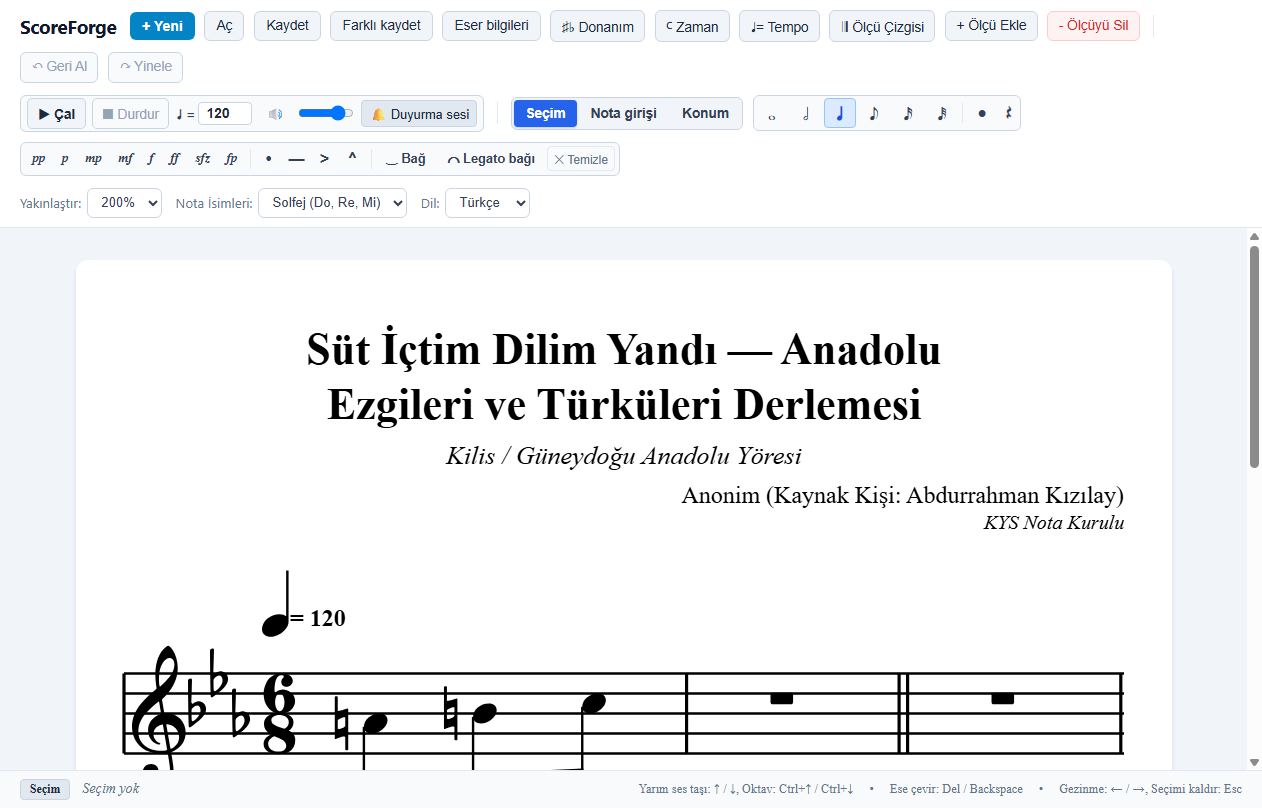 ScoreForge + Yeni Aç Kaydet Farklı kaydet Eser bilgileri ♯♭ Donanım C Zaman ♩= Tempo Ölçü Çizgisi + Ölçü Ekle - Ölçüyü Sil
↶ Geri Al ↷ Yinele
▶ Çal ■ Durdur ♩ = 120 🔊 🔔 Duyurma sesi Seçim Nota girişi Konum
pp p mp mf f ff sfz fp • — > ^ Bağ Legato bağı × Temizle
Yakınlaştır: 200% Nota İsimleri: Solfej (Do, Re, Mi) Dil: Türkçe
Süt İçtim Dilim Yandı — Anadolu
Ezgileri ve Türküleri Derlemesi
Kilis / Güneydoğu Anadolu Yöresi
Anonim (Kaynak Kişi: Abdurrahman Kızılay)
KYS Nota Kurulu
= 120
6
8
Seçim Seçim yok Yarım ses taşı: ↑ / ↓, Oktav: Ctrl+↑ / Ctrl+↓ • Ese çevir: Del / Backspace • Gezinme: ← / →, Seçimi kaldır: Esc